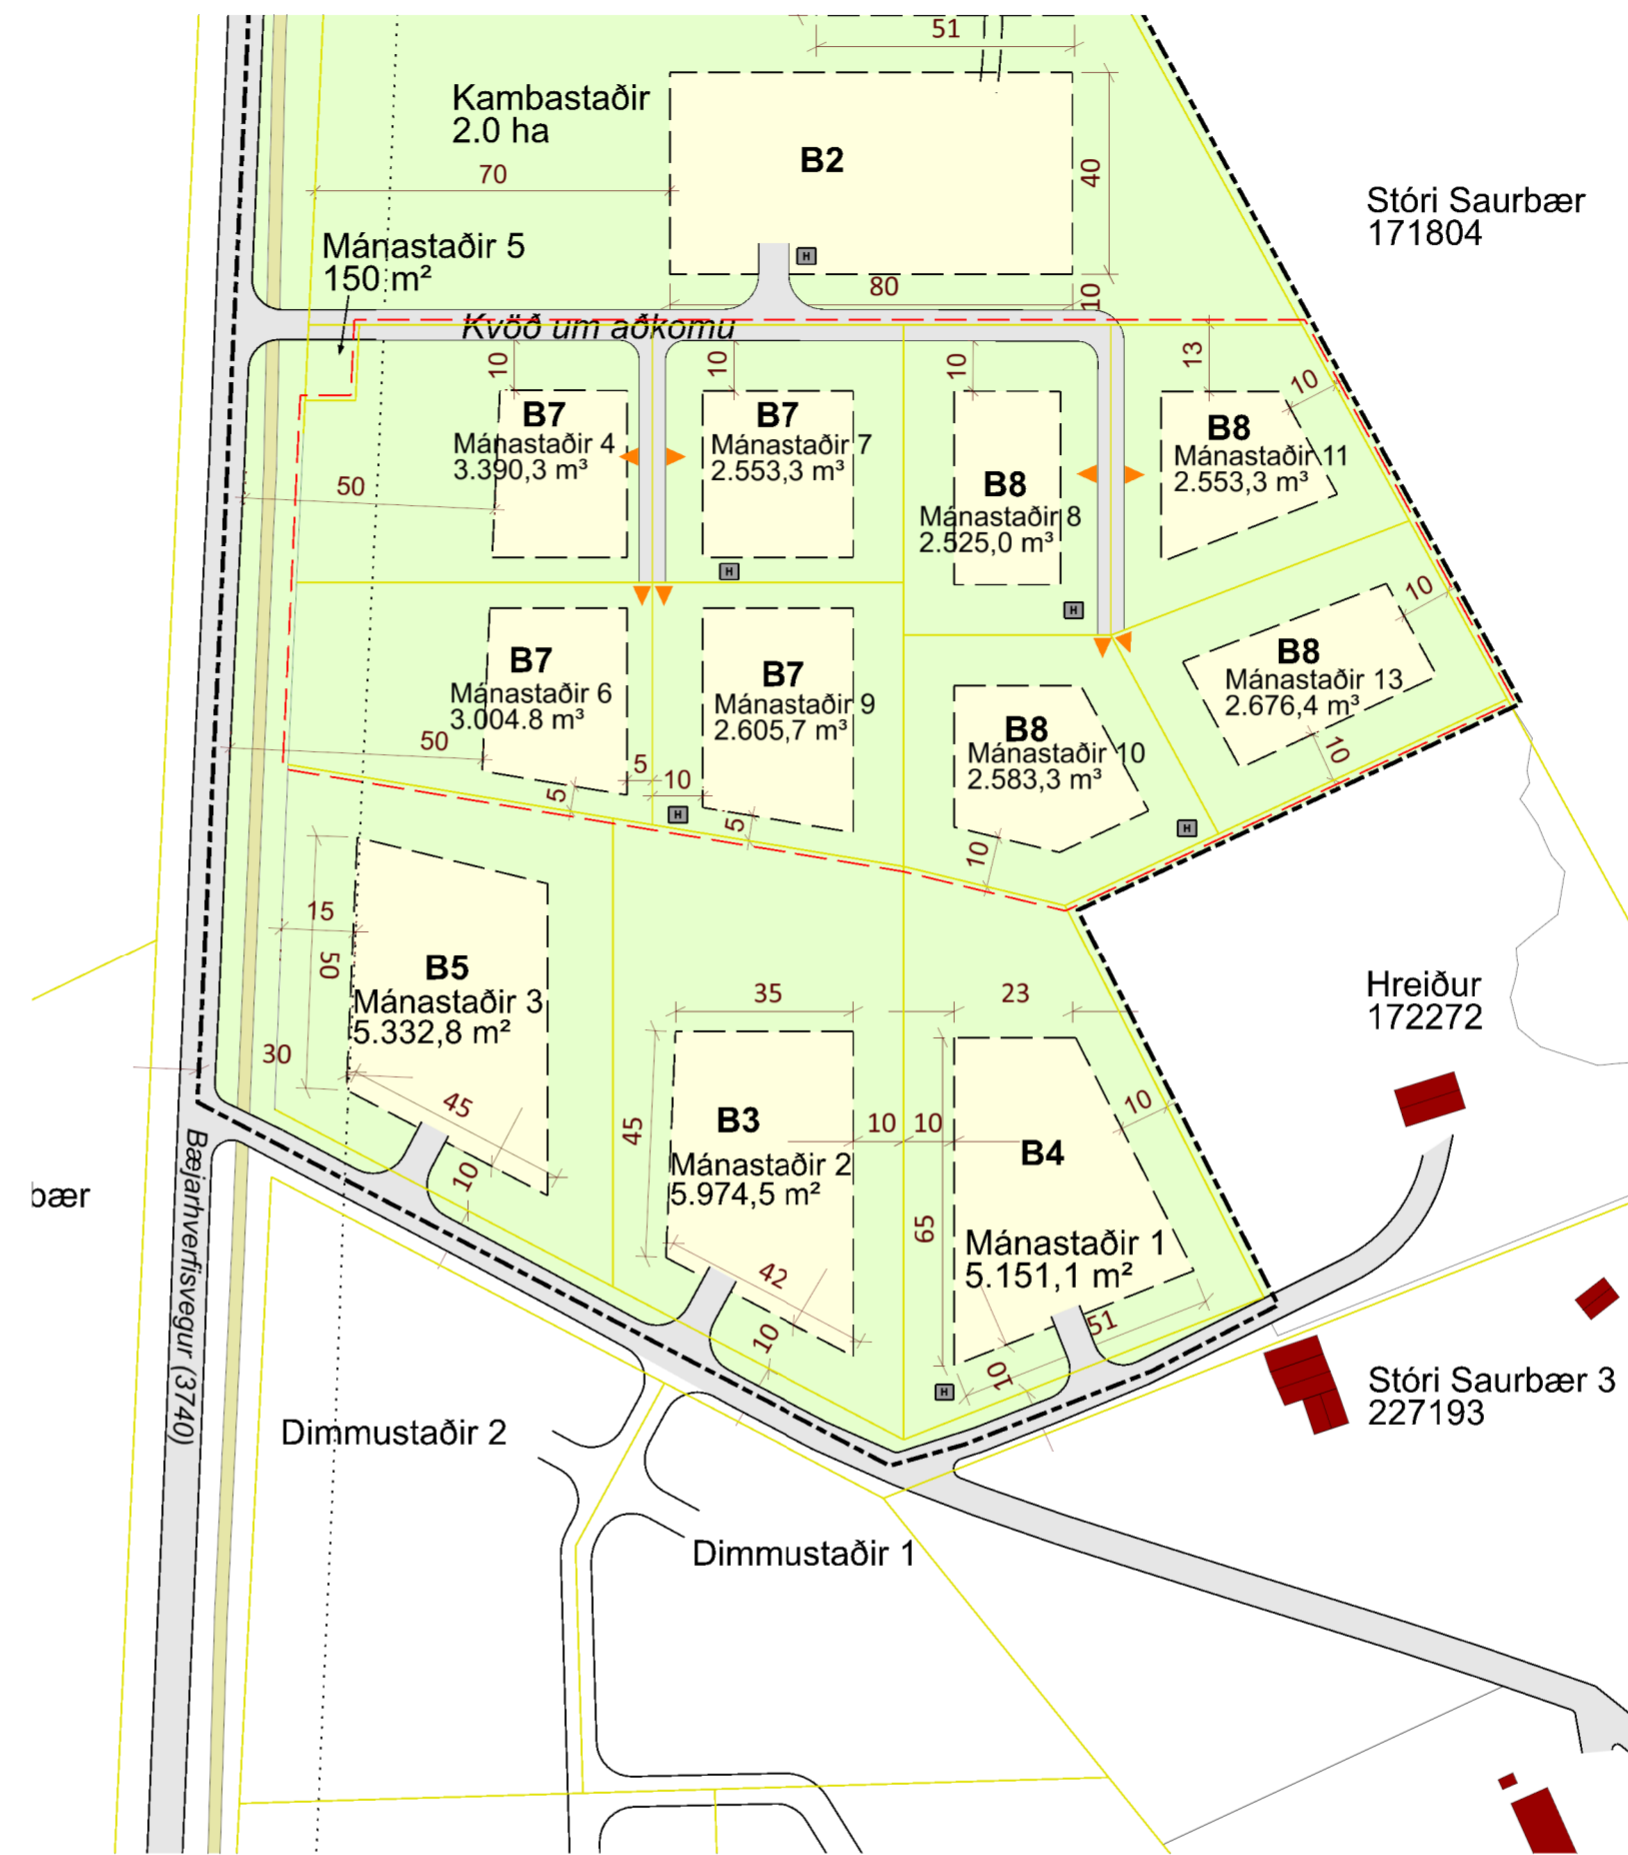 51
Kambastaðir
2.0 ha
B2
40
70
Stóri Saurbær
171804
Mánastaðir 5
150 m²
H
80
10
Kvöð um aðkomu
10
10
10
13
10
B7
Mánastaðir 4
3.390,3 m³
B7
Mánastaðir 7
2.553,3 m³
B8
Mánastaðir 8
2.525,0 m³
B8
Mánastaðir 11
2.553,3 m³
50
H
H
10
B7
Mánastaðir 6
3.004.8 m³
B7
Mánastaðir 9
2.605,7 m³
B8
Mánastaðir 10
2.583,3 m³
B8
Mánastaðir 13
2.676,4 m³
50
5
10
5
H
5
10
10
H
15
50
B5
Mánastaðir 3
5.332,8 m²
30
45
10
35
23
Hreiður
172272
45
B3
Mánastaðir 2
5.974,5 m²
10
10
10
B4
65
Mánastaðir 1
5.151,1 m²
42
10
51
10
H
bær
Bæjarhverfisvegur (3740)
Stóri Saurbær 3
227193
Dimmustaðir 2
Dimmustaðir 1